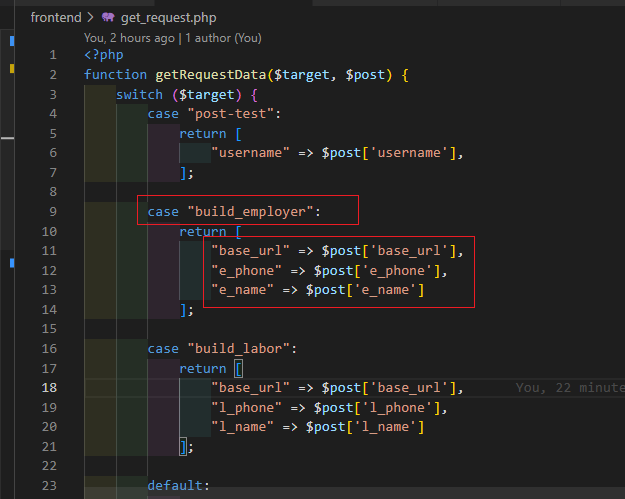 frontend > get_request.php
You, 2 hours ago | 1 author (You)
1 <?php
2 function getRequestData($target, $post) {
3 switch ($target) {
4 case "post-test":
5 return [
6 "username" => $post['username'],
7 ];
8
9 case "build_employer":
10 return [
11 "base_url" => $post['base_url'],
12 "e_phone" => $post['e_phone'],
13 "e_name" => $post['e_name']
14 ];
15
16 case "build_labor":
17 return [
18 "base_url" => $post['base_url'], You, 22 minute
19 "l_phone" => $post['l_phone'],
20 "l_name" => $post['l_name']
21 ];
22
23 default: